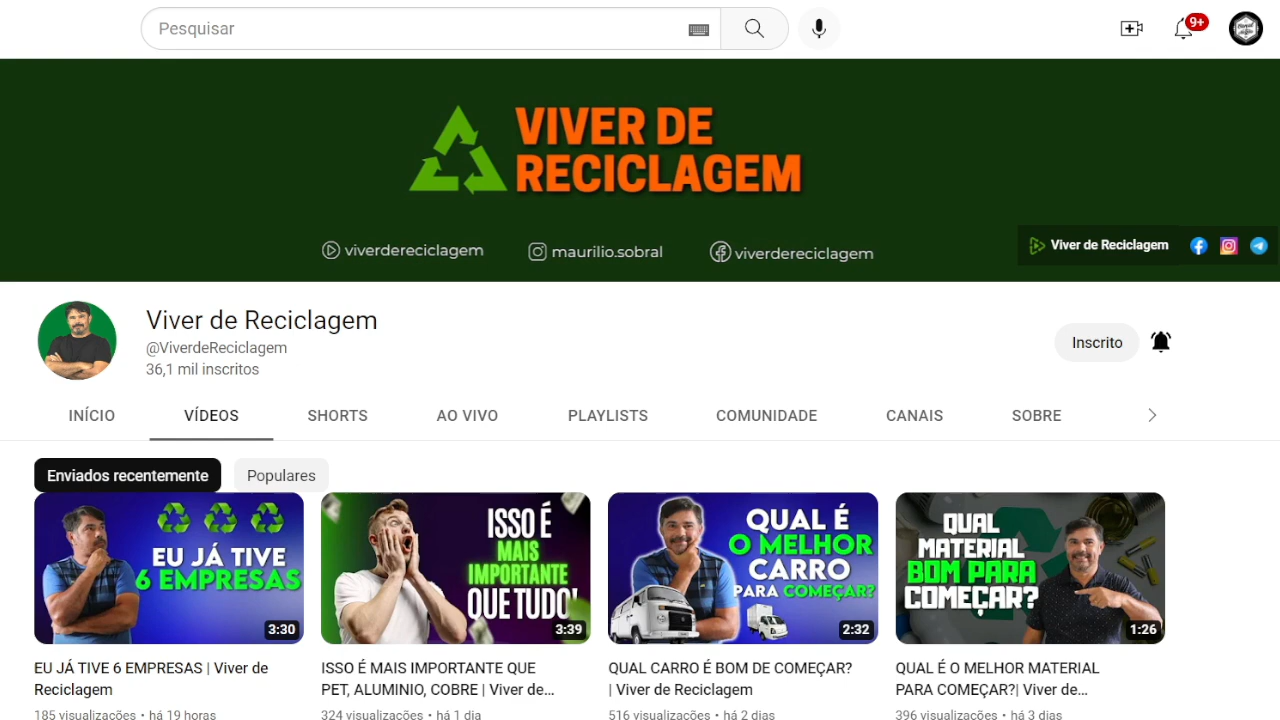 Pesquisar
9+
VIVER DE
RECICLAGEM
viverdereciclagem
maurilio.sobral
viverdereciclagem
Viver de Reciclagem
Viver de Reciclagem
@ViverdeReciclagem
36,1 mil inscritos
Inscrito
INÍCIO
VÍDEOS
SHORTS
AO VIVO
PLAYLISTS
COMUNIDADE
CANAIS
SOBRE
Enviados recentemente
Populares
EU JÁ TIVE
6 EMPRESAS
3:30
ISSO É
MAIS
IMPORTANTE
QUE TUDO!
3:39
QUAL É
O MELHOR
CARRO
PARA COMEÇAR?
2:32
QUAL
MATERIAL
BOM PARA
COMEÇAR?
1:26
EU JÁ TIVE 6 EMPRESAS | Viver de
Reciclagem
185 visualizações • há 19 horas
ISSO É MAIS IMPORTANTE QUE
PET, ALUMINIO, COBRE | Viver de...
324 visualizações • há 1 dia
QUAL CARRO É BOM DE COMEÇAR?
| Viver de Reciclagem
516 visualizações • há 2 dias
QUAL É O MELHOR MATERIAL
PARA COMEÇAR?| Viver de...
396 visualizações • há 3 dias